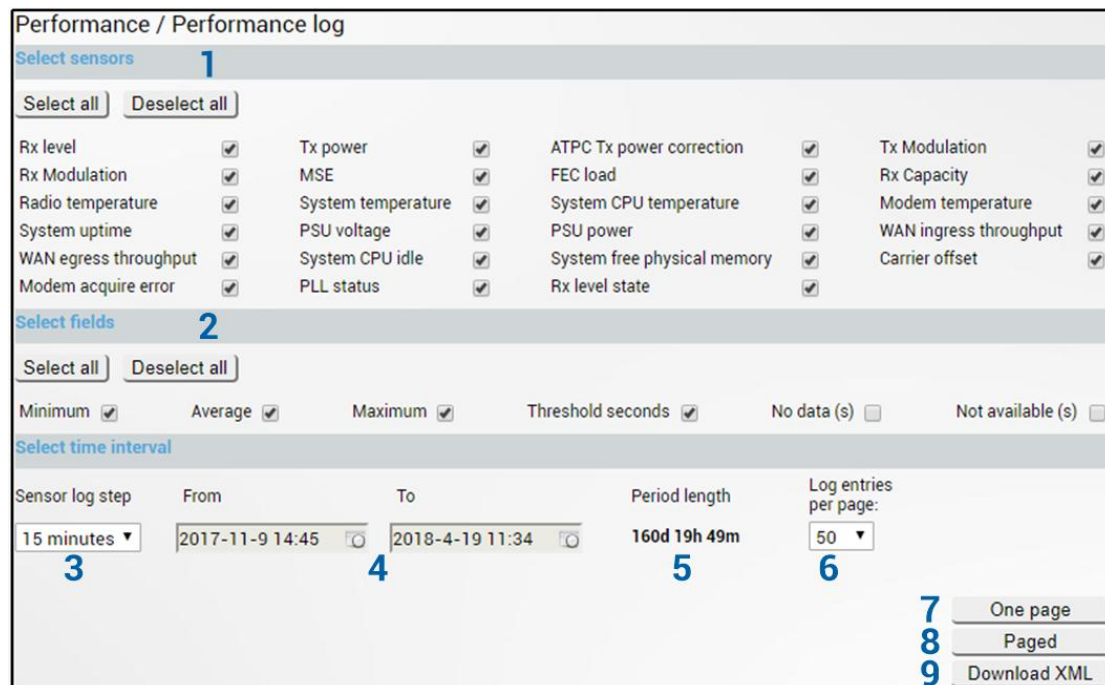 Performance / Performance log
Select sensors 1
Select all Deselect all
Rx level Tx power ATPC Tx power correction Tx Modulation
Rx Modulation MSE FEC load Rx Capacity
Radio temperature System temperature System CPU temperature Modem temperature
System uptime PSU voltage PSU power WAN ingress throughput
WAN egress throughput System CPU idle System free physical memory Carrier offset
Modem acquire error PLL status Rx level state
Select fields 2
Select all Deselect all
Minimum Average Maximum Threshold seconds No data (s) Not available (s)
Select time interval
Sensor log step From To Period length Log entries per page:
15 minutes 2017-11-9 14:45 2018-4-19 11:34 160d 19h 49m 50
3 4 5 6
7 One page
8 Paged
9 Download XML